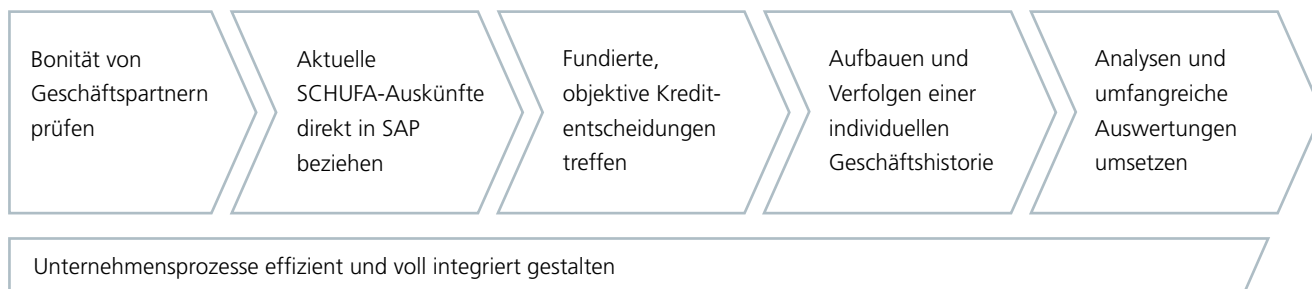 Bonität von
Geschäftspartnern
prüfen
Aktuelle
SCHUFA-Auskünfte
direkt in SAP
beziehen
Fundierte,
objektive Kredit-
entscheidungen
treffen
Aufbauen und
Verfolgen einer
individuellen
Geschäftshistorie
Analysen und
umfangreiche
Auswertungen
umsetzen
Unternehmensprozesse effizient und voll integriert gestalten